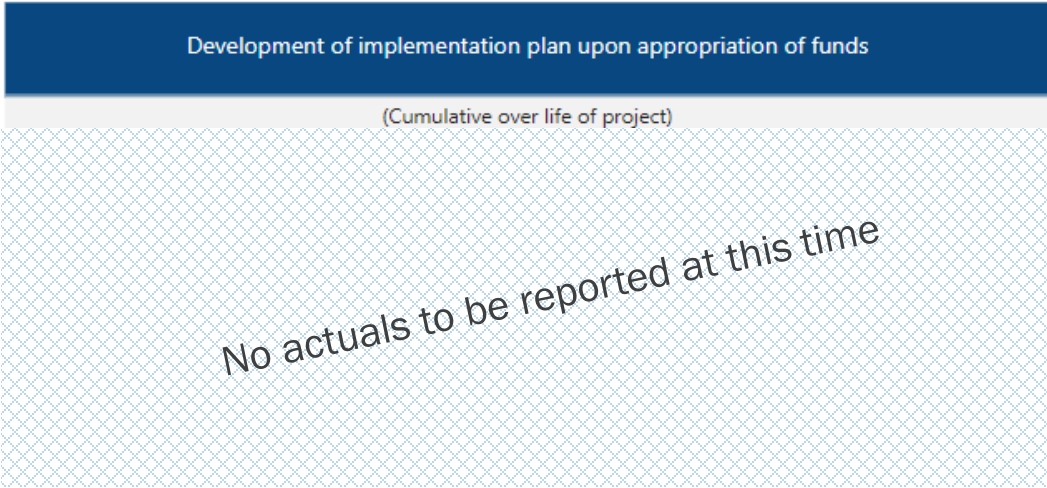 Development of implementation plan upon appropriation of funds
(Cumulative over life of project)
No actuals to be reported at this time